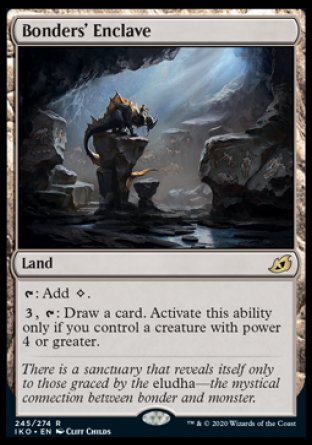 Bonders' Enclave
Land
: Add .
3, : Draw a card. Activate this ability
only if you control a creature with power
4 or greater.
There is a sanctuary that reveals itself only
to those graced by the eludha—the mystical
connection between bonder and monster.
245/274 R
IKO • EN Cliff Childs
™ & © 2020 Wizards of the Coast